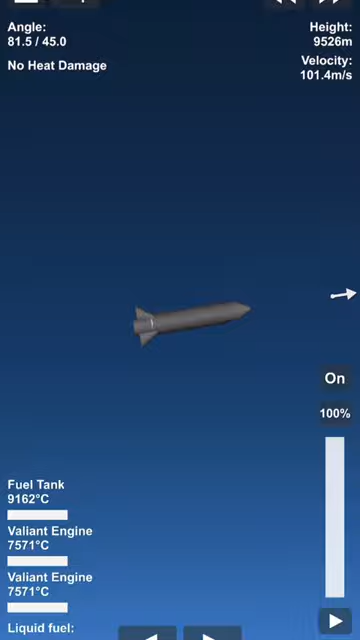 Angle:
81.5 / 45.0
No Heat Damage
Height:
9526m
Velocity:
101.4m/s
On
100%
Fuel Tank
9162°C
Valiant Engine
7571°C
Valiant Engine
7571°C
Liquid fuel: